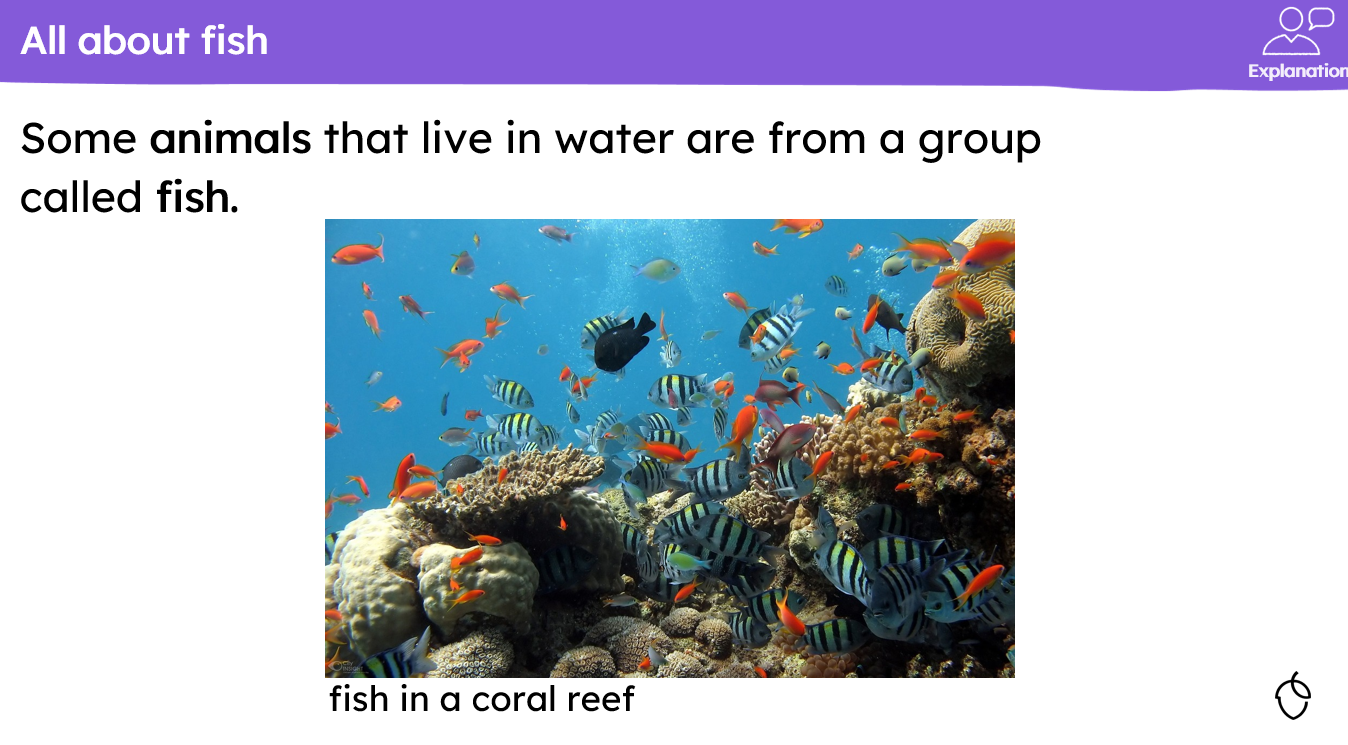 All about fish
Explanation
Some animals that live in water are from a group
called fish.
fish in a coral reef